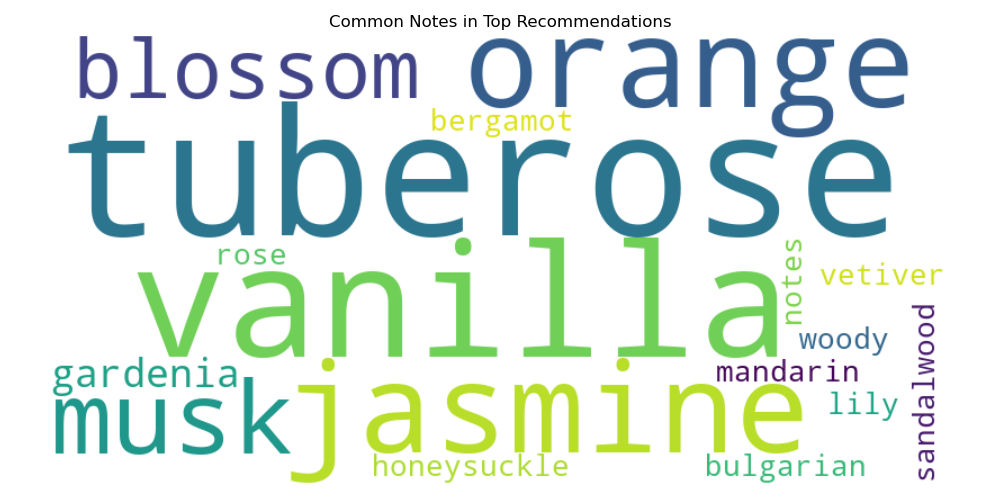 Common Notes in Top Recommendations
blossom
orange
bergamot
tuberose
rose
vanilla
notes
vetiver
woody
sandalwood
gardenia
mandarin
musk
jasmine
lily
honeysuckle
bulgarian